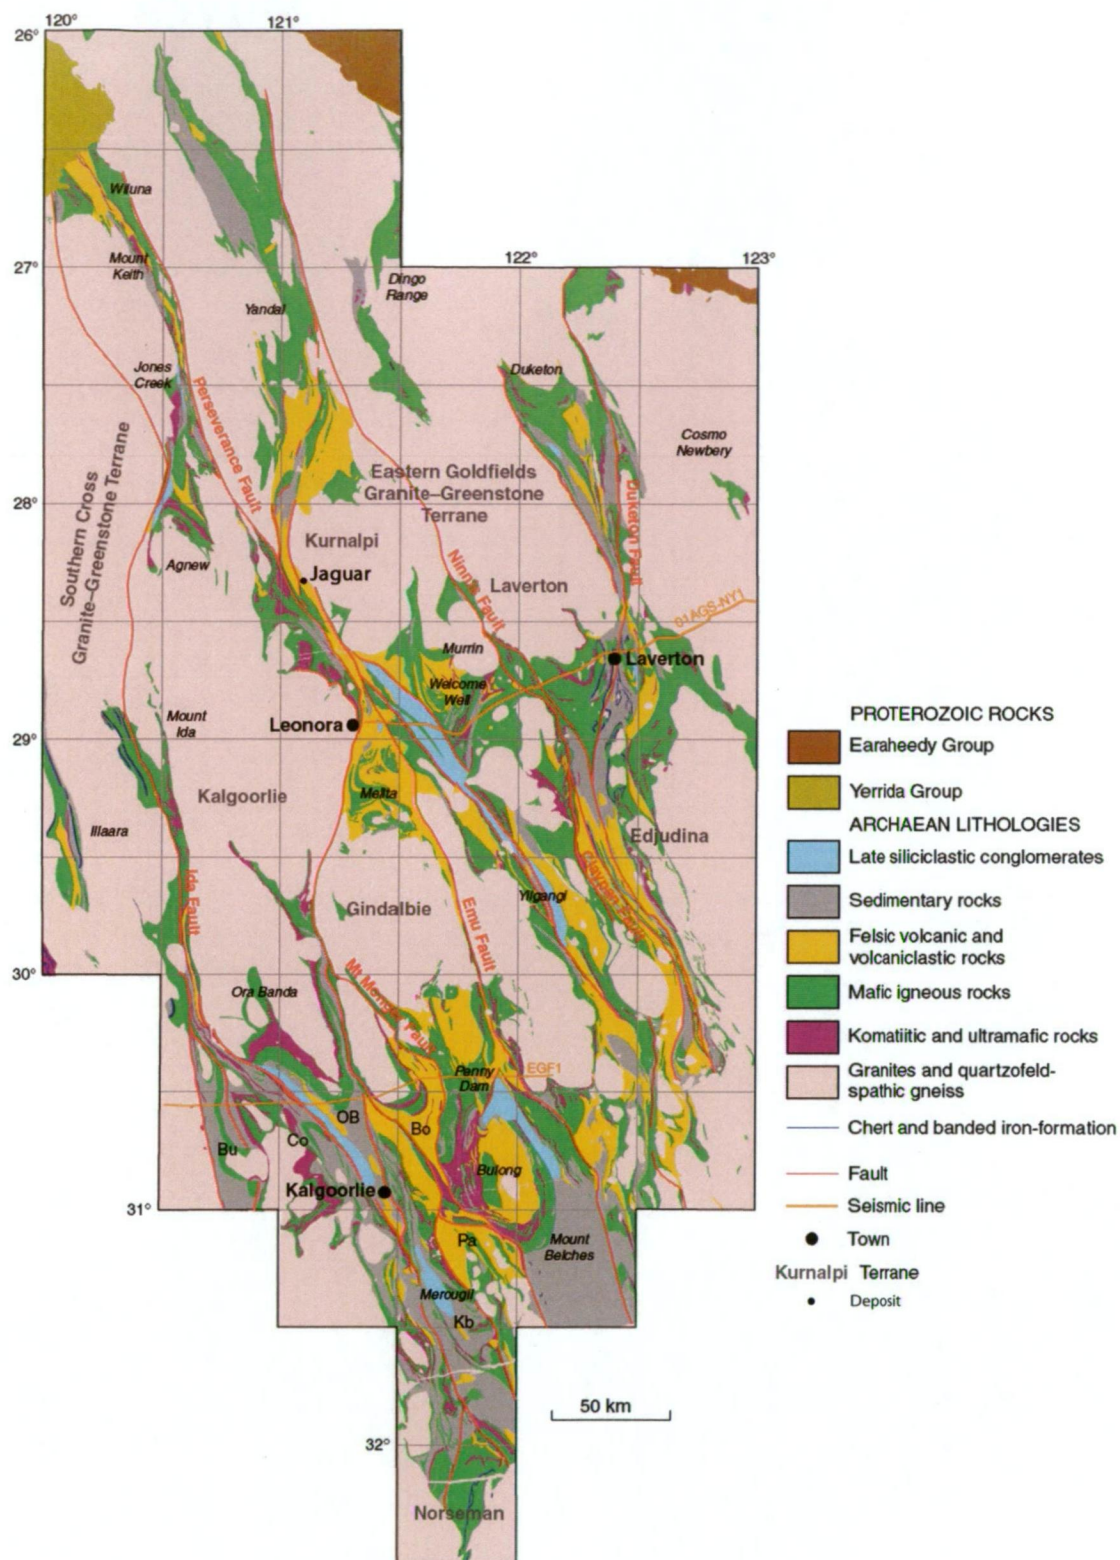 120°
121°
26°
Wiluna
Mount
Keith
27°
122°
123°
Dingo
Range
Yandal
Jones
Creek
Duketon
Perseverance Fault
Cosmo
Newbery
Southern Cross
Granite–Greenstone Terrane
Eastern Goldfields
Granite–Greenstone
Terrane
28°
Duketon Fault
Kurnalpi
Agnew
Jaguar
Ninnis Fault
Laverton
01AGS-NY1
Murrin
Laverton
Welcome
Well
Mount
Ida
Leonora
29°
Kalgoorlie
Melita
Illaara
Edjudina
Claypan Fault
Ida Fault
Yilgangi
Gindalbie
Emu Fault
30°
Ora Banda
Mt Monger Fault
Penny
Dam
EGF1
OB
Bo
Co
Bu
Bulong
Kalgoorlie
31°
Pa
Mount
Belches
Merougil
Kb
50 km
32°
Norseman
PROTEROZOIC ROCKS
Earaheedy Group
Yerrida Group
ARCHAEAN LITHOLOGIES
Late siliciclastic conglomerates
Sedimentary rocks
Felsic volcanic and
volcaniclastic rocks
Mafic igneous rocks
Komatiitic and ultramafic rocks
Granites and quartzofeld-
spathic gneiss
Chert and banded iron-formation
Fault
Seismic line
Town
Kurnalpi Terrane
Deposit